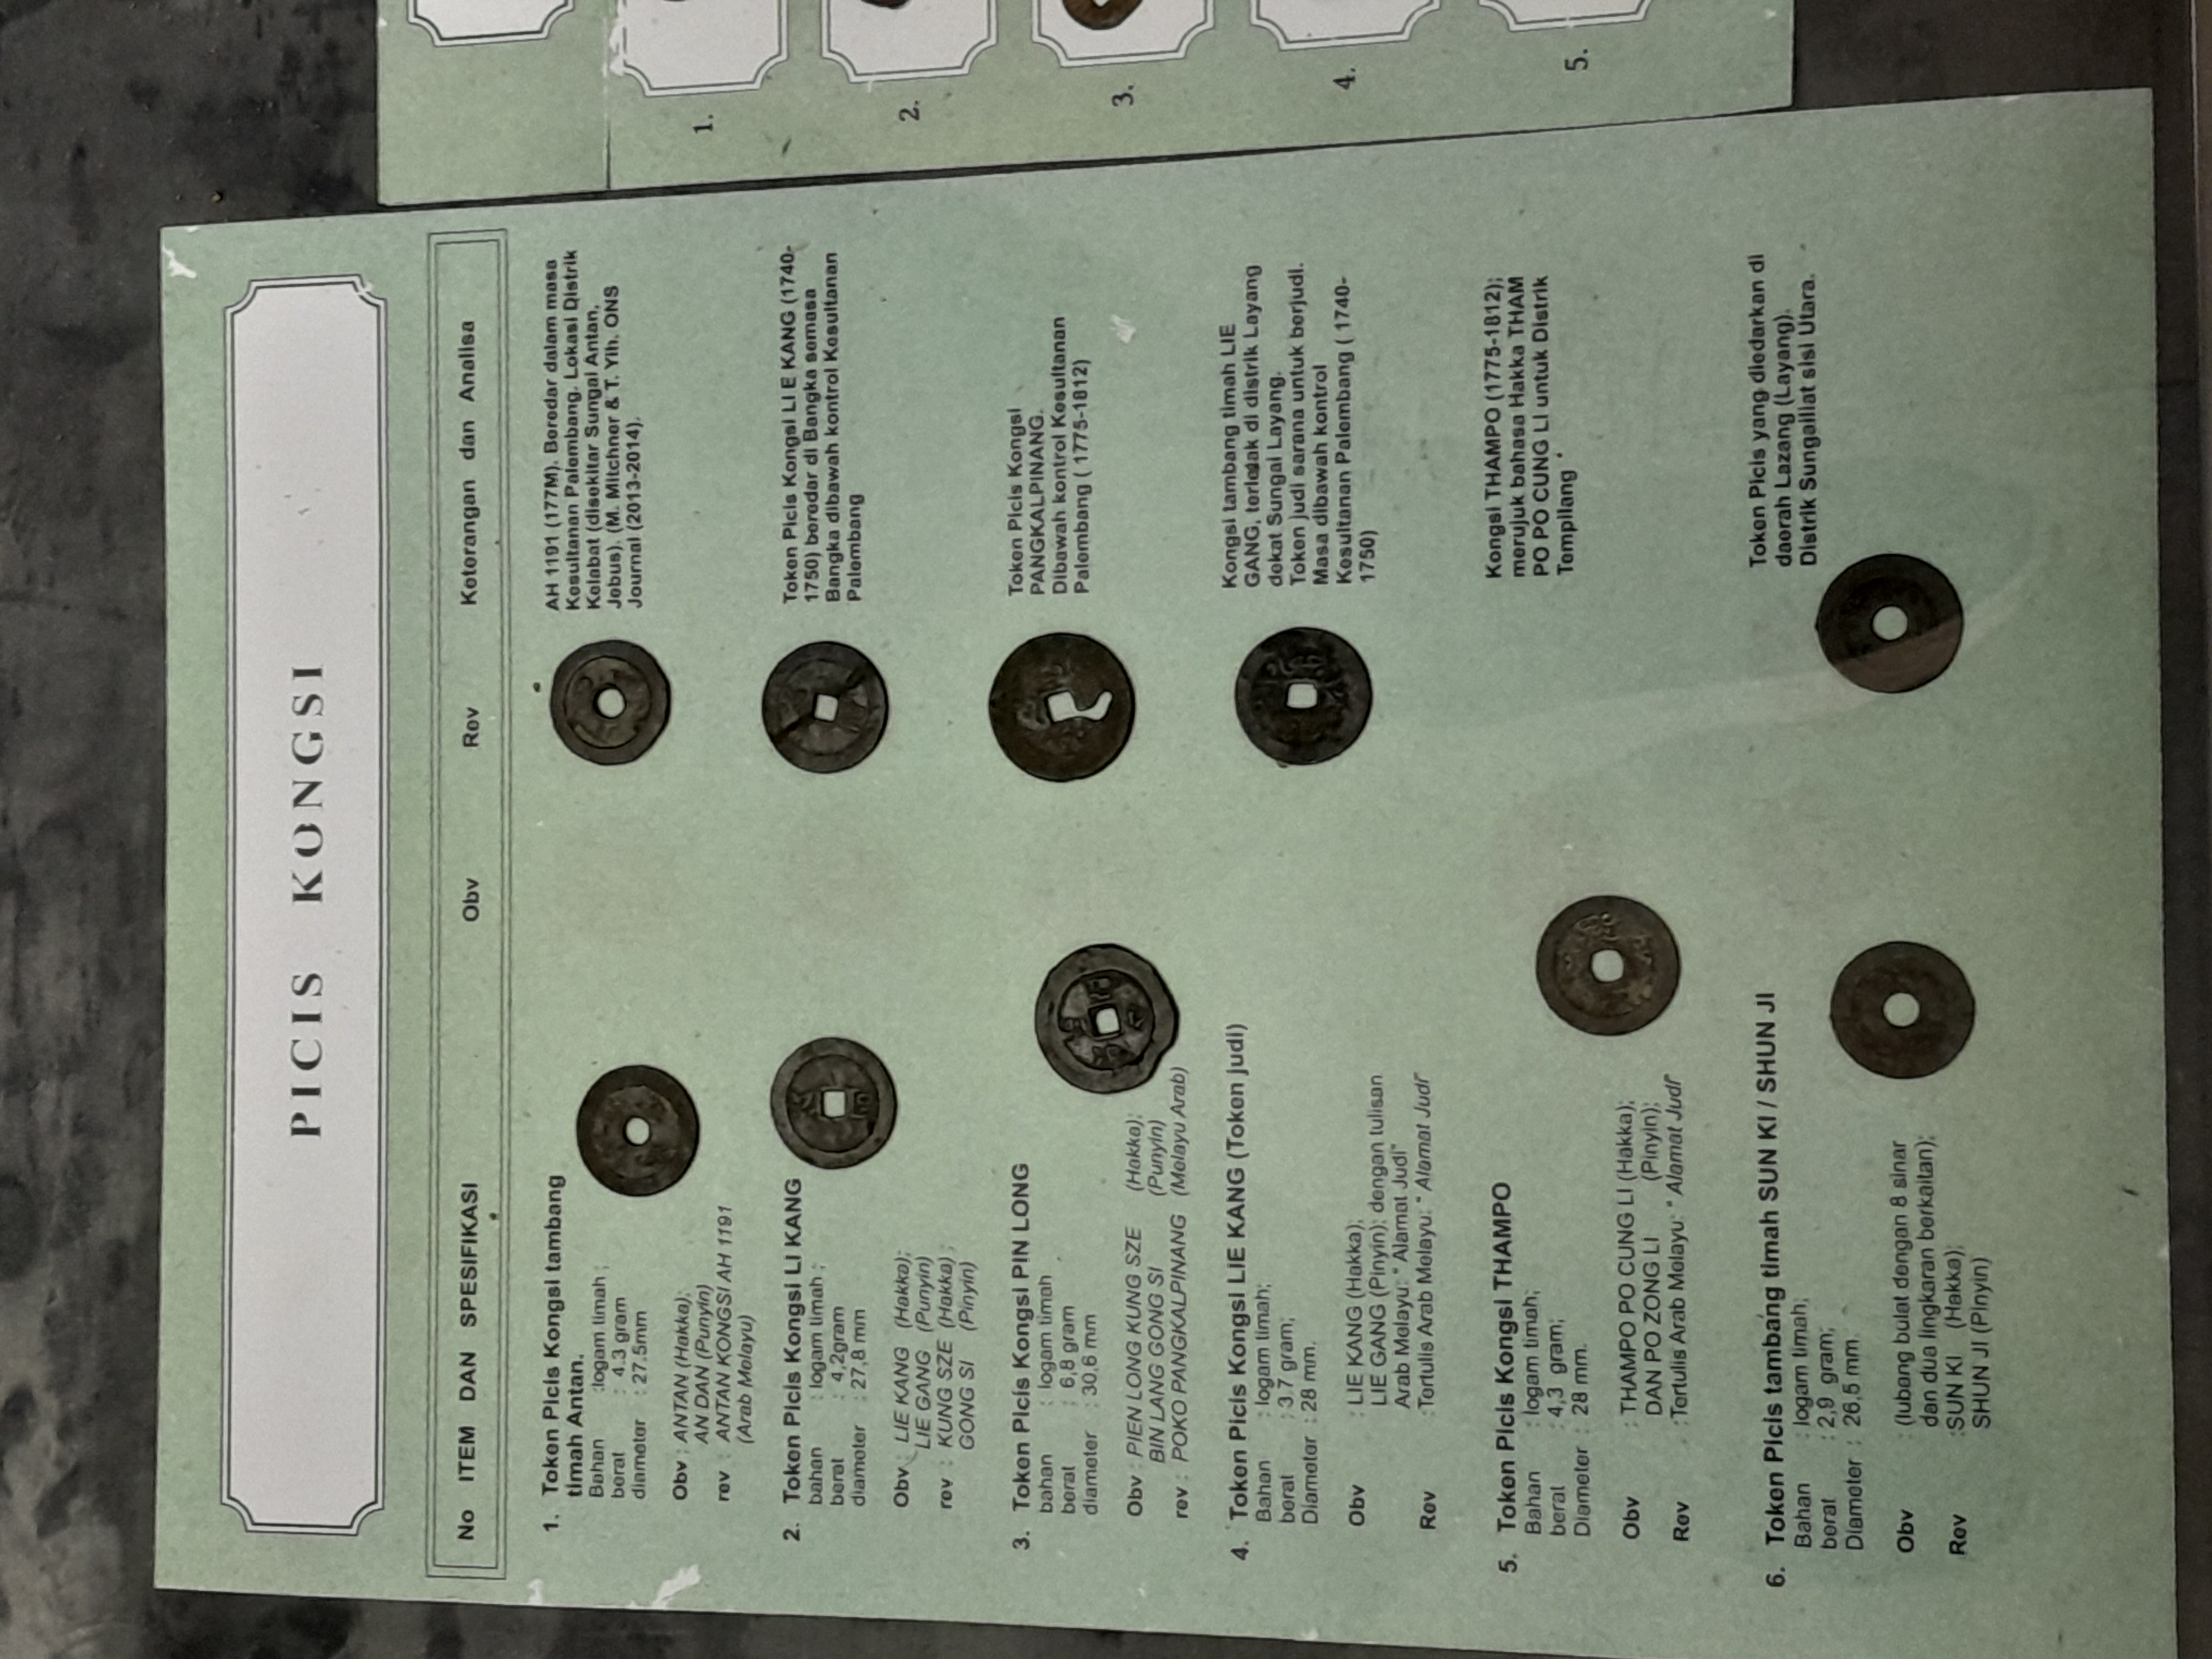 PICIS KONGSI
No ITEM DAN SPESIFIKASI Obv Rev Keterangan dan Analisa
1. Token Picis Kongsi tambang
timah Antan.
Bahan :logam timah ;
berat : 4.3 gram
diameter : 27.5mm
Obv : ANTAN (Hakka);
AN DAN (Punyin)
rev : ANTAN KONGSI AH 1191
(Arab Melayu)
AH 1191 (177M). Beredar dalam masa
Kesultanan Palembang. Lokasi Distrik
Kelabat (disekitar Sungai Antan,
Jebus). (M. Mitchner & T. Yih. ONS
Journal (2013-2014).
2. Token Picis Kongsi LI KANG
bahan : logam timah ;
berat : 4,2gram
diameter : 27,8 mm
Obv : LIE KANG (Hakka);
LIE GANG (Punyin)
rev : KUNG SZE (Hakka) ;
GONG SI (Pinyin)
Token Picis Kongsi LI E KANG (1740-
1750) beredar di Bangka semasa
Bangka dibawah kontrol Kesultanan
Palembang
3. Token Picis Kongsi PIN LONG
bahan : logam timah
berat : 6,8 gram
diameter : 30,6 mm
Obv : PIEN LONG KUNG SZE (Hakka);
BIN LANG GONG SI (Punyin)
rev : POKO PANGKALPINANG (Melayu Arab)
Token Picis Kongsi
PANGKALPINANG.
Dibawah kontrol Kesultanan
Palembang ( 1775-1812)
4. Token Picis Kongsi LIE KANG (Token judi)
Bahan : logam timah;
berat : 3.7 gram;
Diameter : 28 mm.
Obv : LIE KANG (Hakka);
LIE GANG (Pinyin); dengan tulisan
Arab Melayu: “ Alamat Judi”
Rev :Tertulis Arab Melayu: “ Alamat Judi”
Kongsi tambang timah LIE
GANG, terletak di distrik Layang
dekat Sungai Layang.
Token judi sarana untuk berjudi.
Masa dibawah kontrol
Kesultanan Palembang ( 1740-
1750)
5. Token Picis Kongsi THAMPO
Bahan : logam timah;
berat : 4,3 gram;
Diameter : 28 mm.
Obv : THAMPO PO CUNG LI (Hakka);
DAN PO ZONG LI (Pinyin);
Rev :Tertulis Arab Melayu: “ Alamat Judi”
Kongsi THAMPO (1775-1812);
merujuk bahasa Hakka THAM
PO PO CUNG LI untuk Distrik
Tempilang
6. Token Picis tambang timah SUN KI / SHUN JI
Bahan : logam timah;
berat : 2,9 gram;
Diameter : 26,5 mm.
Obv : (lubang bulat dengan 8 sinar
dan dua lingkaran berkaitan);
Rev :SUN KI (Hakka);
SHUN JI (Pinyin)
Token Picis yang diedarkan di
daerah Lazang (Layang).
Distrik Sungailiat sisi Utara.
1.
2.
3.
4.
5.